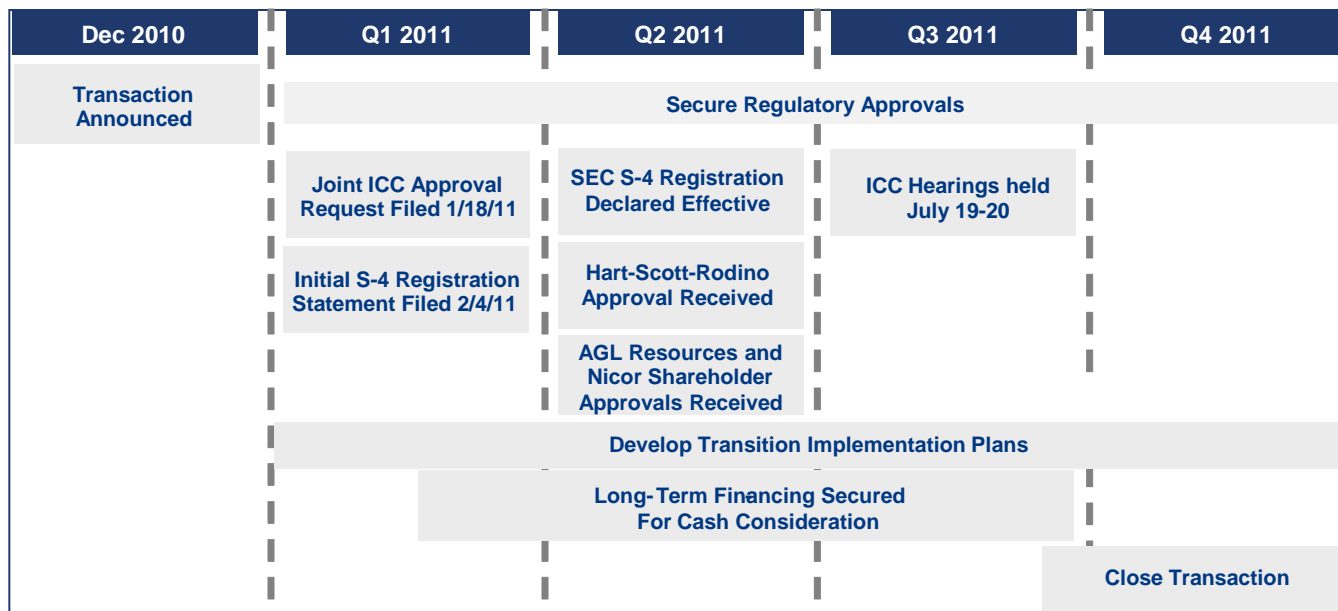 Dec 2010
Q1 2011
Q2 2011
Q3 2011
Q4 2011
Transaction
Announced
Secure Regulatory Approvals
Joint ICC Approval
Request Filed 1/18/11
SEC S-4 Registration
Declared Effective
ICC Hearings held
July 19-20
Initial S-4 Registration
Statement Filed 2/4/11
Hart-Scott-Rodino
Approval Received
AGL Resources and
Nicor Shareholder
Approvals Received
Develop Transition Implementation Plans
Long-Term Financing Secured
For Cash Consideration
Close Transaction